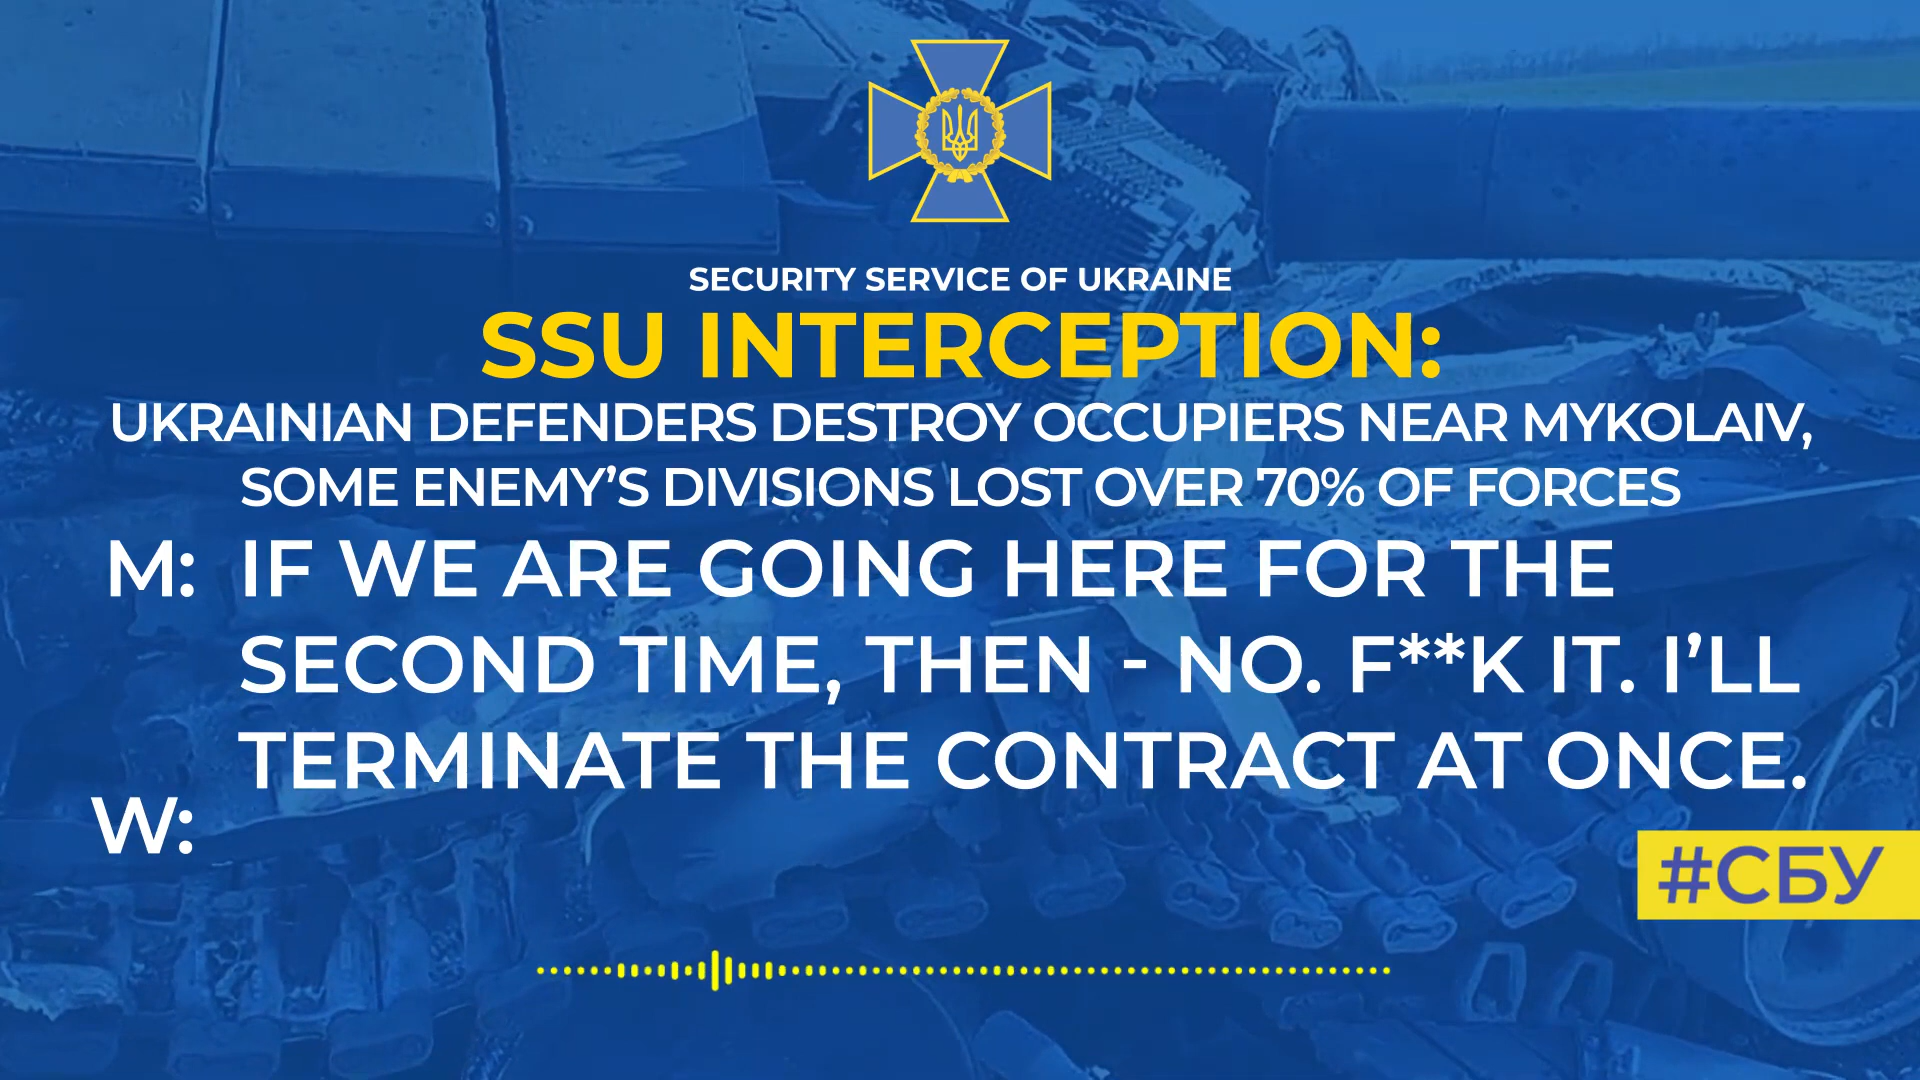 SECURITY SERVICE OF UKRAINE
SSU INTERCEPTION:
UKRAINIAN DEFENDERS DESTROY OCCUPIERS NEAR MYKOLAIV,
SOME ENEMY’S DIVISIONS LOST OVER 70% OF FORCES
M: IF WE ARE GOING HERE FOR THE
SECOND TIME, THEN - NO. F**K IT. I’LL
TERMINATE THE CONTRACT AT ONCE.
W:
#СБУ